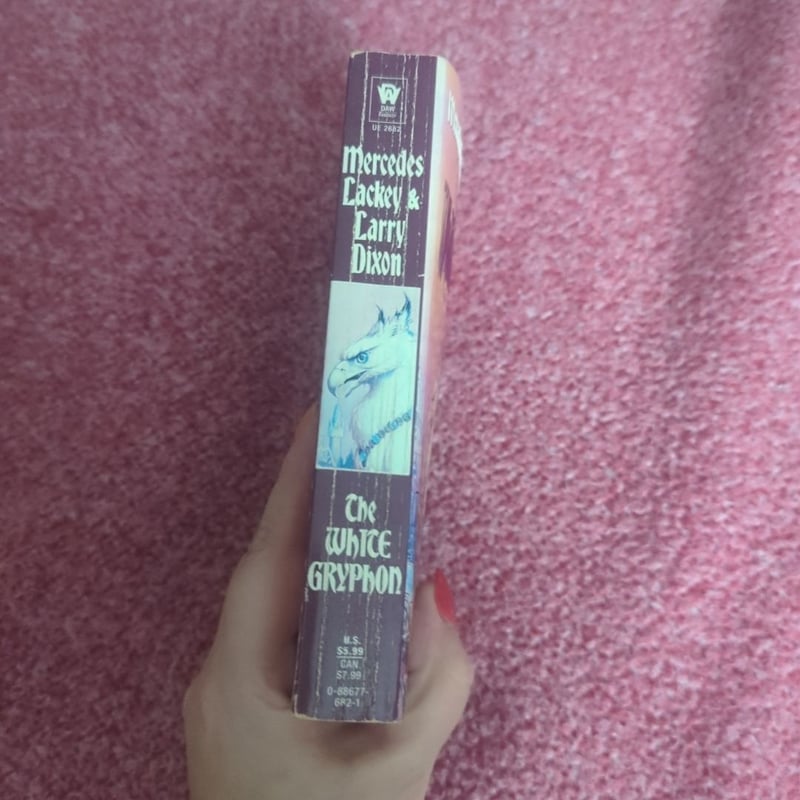 DAW
UE 2682
Mercedes
Lackey &
Larry
Dixon
The
WhITE
GRYPhON
U.S.
$5.99
CAN.
$7.99
0-88677-
682-1